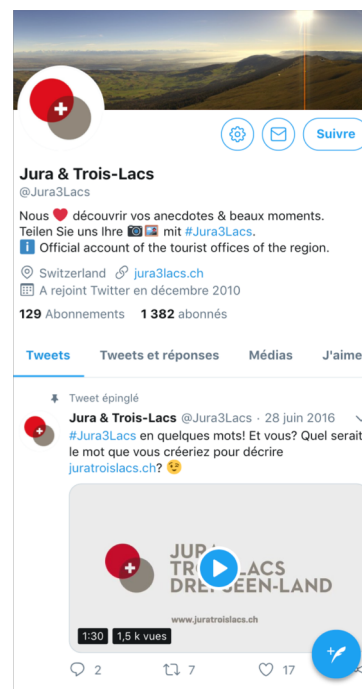 Suivre
Jura & Trois-Lacs
@Jura3Lacs
Nous ❤️ découvrir vos anecdotes & beaux moments.
Teilen Sie uns Ihre 📷🌅 mit #Jura3Lacs.
ℹ️ Official account of the tourist offices of the region.
Switzerland jura3lacs.ch
A rejoint Twitter en décembre 2010
129 Abonnements 1 382 abonnés
Tweets Tweets et réponses Médias J'aime
Tweet épinglé
Jura & Trois-Lacs @Jura3Lacs · 28 juin 2016
#Jura3Lacs en quelques mots! Et vous? Quel serait
le mot que vous créeriez pour décrire
juratroislacs.ch? 😉
LACS
SEEN-LAND
www.juratroislacs.ch
1:30 1,5 k vues
2 7 17